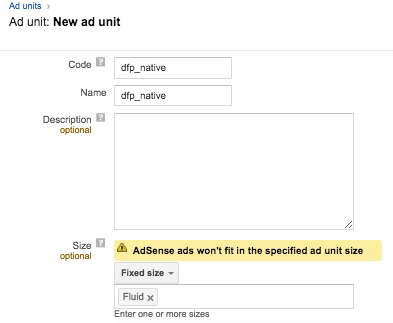 Ad units ›
Ad unit: New ad unit
Code ?
dfp_native
Name
dfp_native
Description ?
optional
Size ?
optional
AdSense ads won't fit in the specified ad unit size
Fixed size
Fluid x
Enter one or more sizes